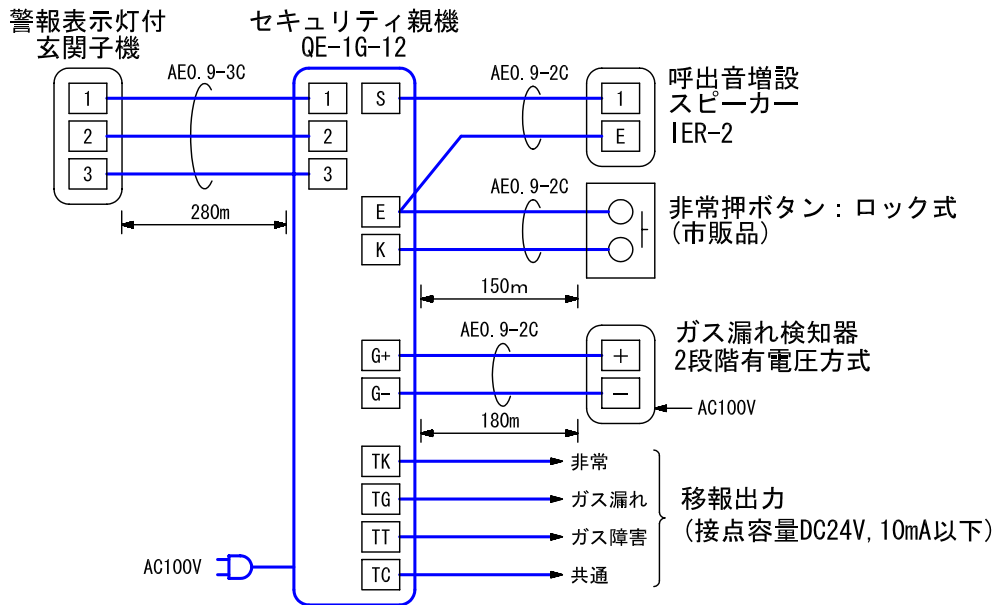 警報表示灯付
玄関子機
セキュリティ親機
QE-1G-12
AE0.9-3C
1
2
3
1
2
3
280m
S
AE0.9-2C
1
E
呼出音増設
スピーカー
IER-2
E
K
AE0.9-2C
非常押ボタン：ロック式
(市販品)
150m
G+
G-
AE0.9-2C
+
-
ガス漏れ検知器
2段階有電圧方式
AC100V
180m
TK
非常
TG
ガス漏れ
TT
ガス障害
TC
共通
移報出力
(接点容量DC24V,10mA以下)
AC100V